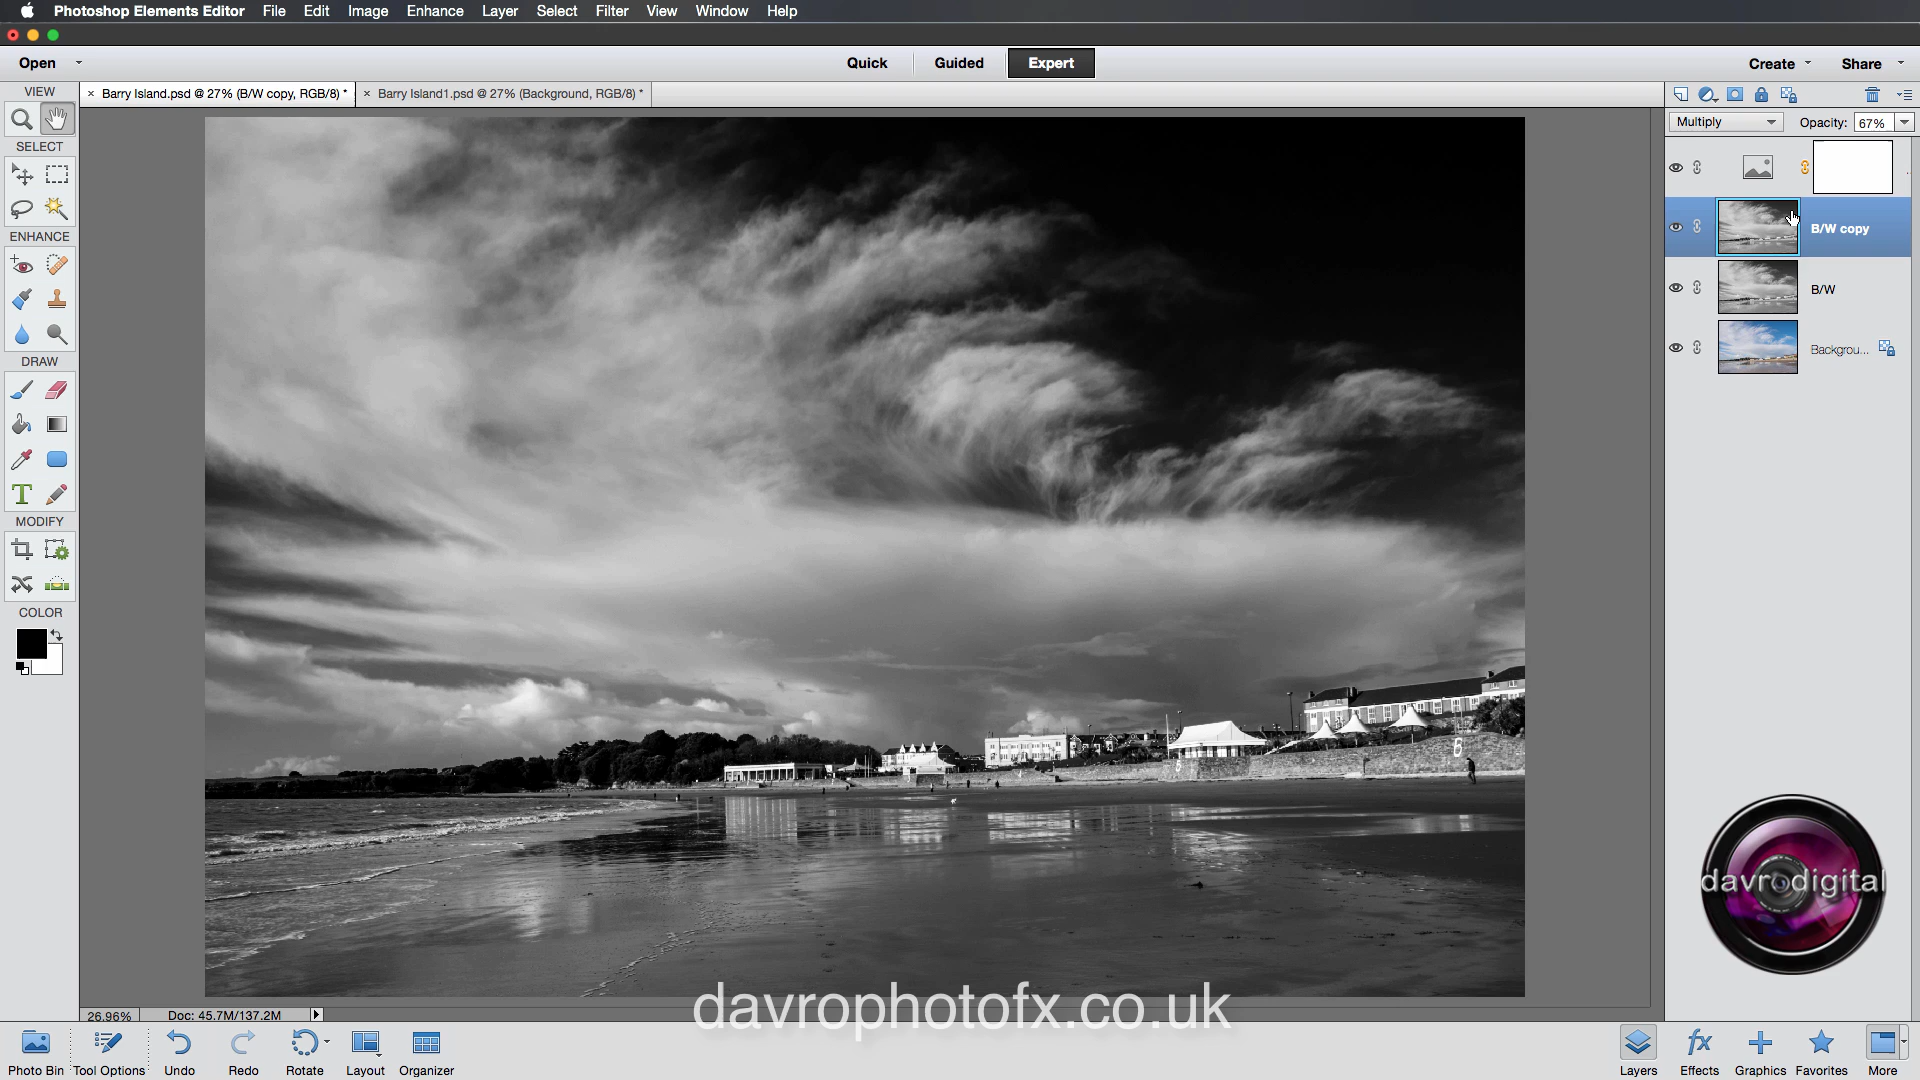 Photoshop Elements Editor File Edit Image Enhance Layer Select Filter View Window Help
Open Quick Guided Expert Create Share
VIEW
× Barry Island.psd @ 27% (B/W copy, RGB/8) * × Barry Island1.psd @ 27% (Background, RGB/8) *
Multiply Opacity: 67%
SELECT
B/W copy
ENHANCE
B/W
Backgrou...
DRAW
T
MODIFY
COLOR
davrodigital
davrophotofx.co.uk
26.96% Doc: 45.7M/137.2M
Photo Bin Tool Options Undo Redo Rotate Layout Organizer
fx
Layers Effects Graphics Favorites More